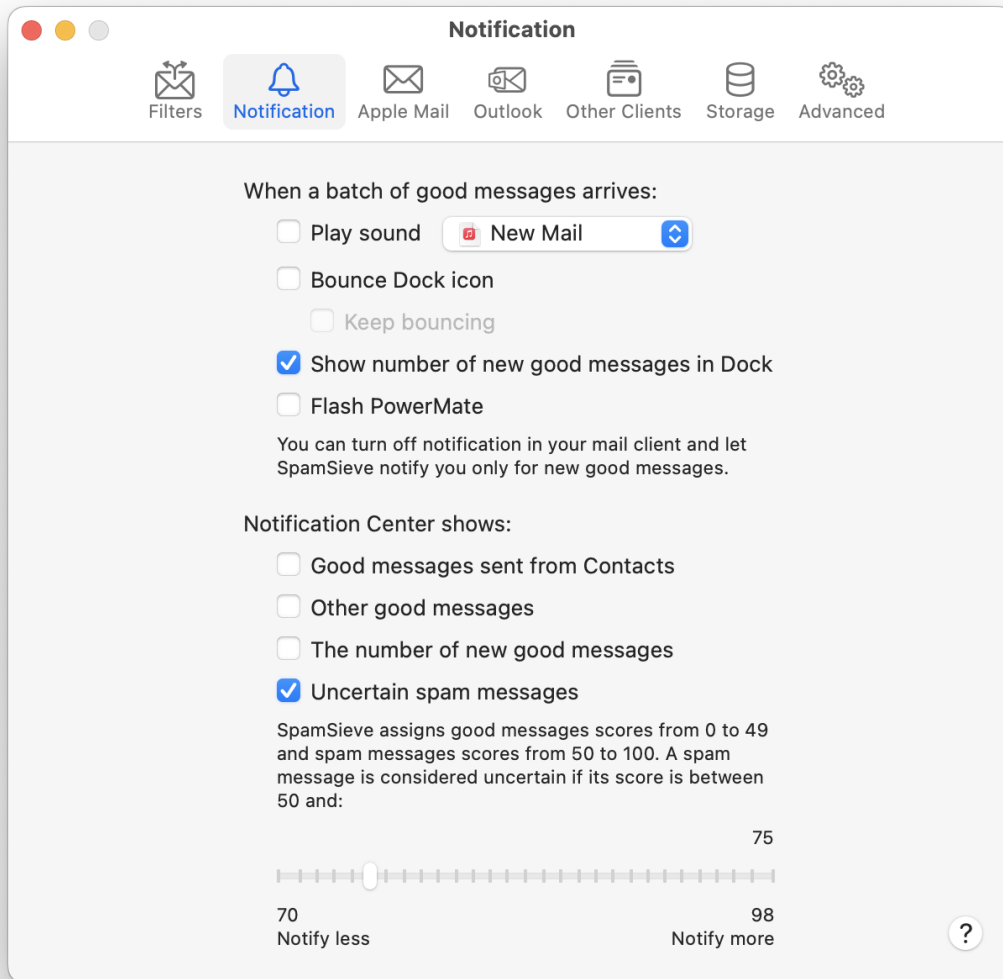 Notification
Filters
Notification
Apple Mail
Outlook
Other Clients
Storage
Advanced
When a batch of good messages arrives:
Play sound
New Mail
Bounce Dock icon
Keep bouncing
Show number of new good messages in Dock
Flash PowerMate
You can turn off notification in your mail client and let
SpamSieve notify you only for new good messages.
Notification Center shows:
Good messages sent from Contacts
Other good messages
The number of new good messages
Uncertain spam messages
SpamSieve assigns good messages scores from 0 to 49
and spam messages scores from 50 to 100. A spam
message is considered uncertain if its score is between
50 and:
75
70
98
Notify less
Notify more
?